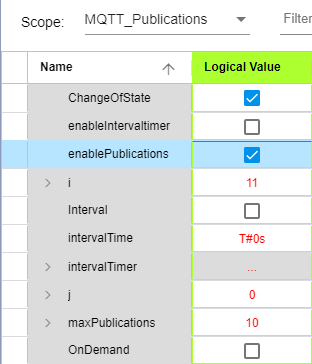 Scope: MQTT_Publications Filter
Name Logical Value
ChangeOfState
enableIntervaltimer
enablePublications
i 11
Interval
intervalTime T#0s
intervalTimer ...
j 0
maxPublications 10
OnDemand